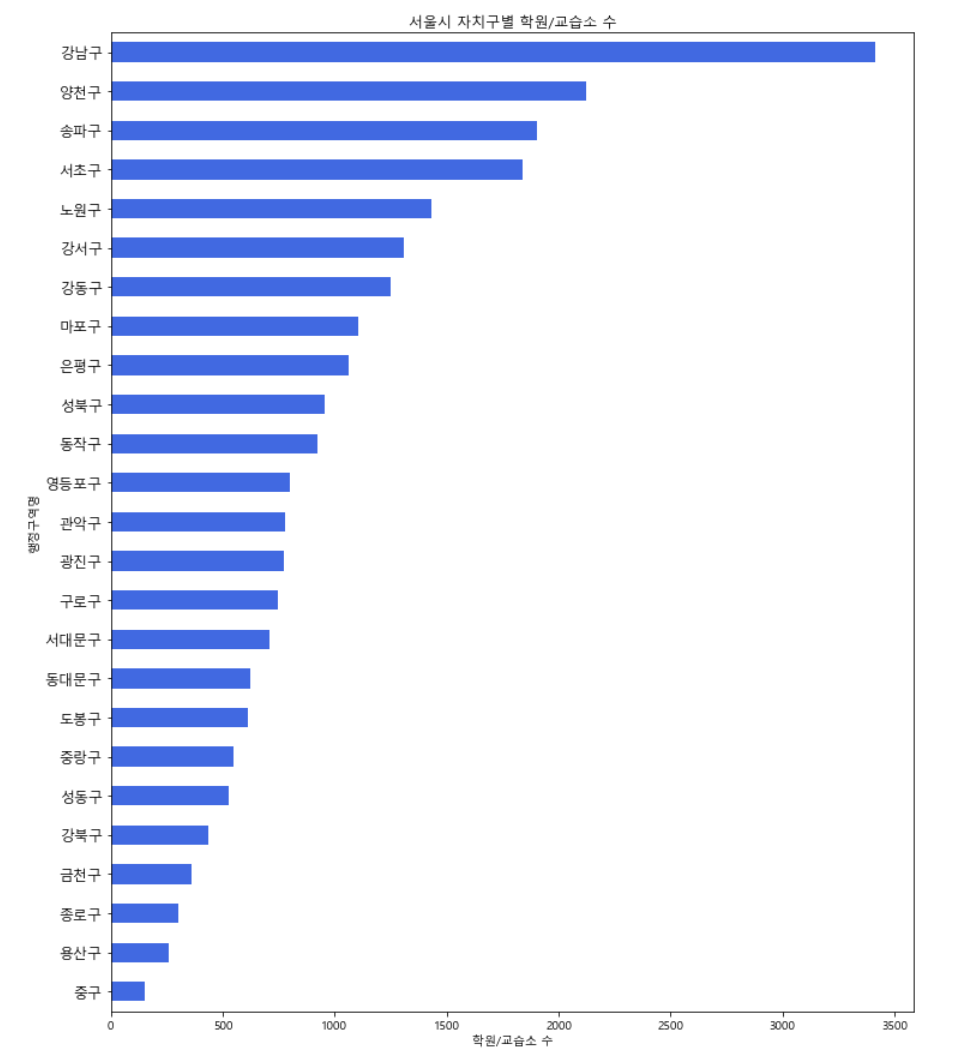 서울시 자치구별 학원/교습소 수
강남구
양천구
송파구
서초구
노원구
강서구
강동구
마포구
은평구
성북구
동작구
영등포구
관악구
광진구
구로구
서대문구
동대문구
도봉구
중랑구
성동구
강북구
금천구
종로구
용산구
중구
행정구역명
0 500 1000 1500 2000 2500 3000 3500
학원/교습소 수